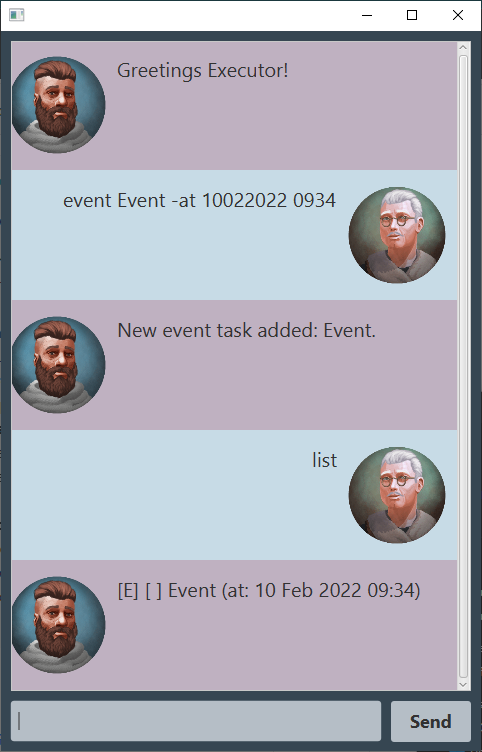 Greetings Executor!
event Event -at 10022022 0934
New event task added: Event.
list
[E] [ ] Event (at: 10 Feb 2022 09:34)
Send